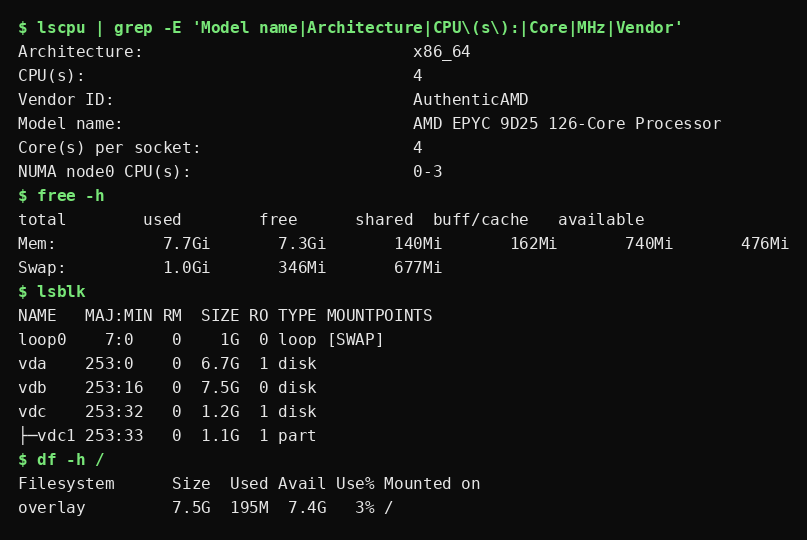 $ lscpu | grep -E 'Model name|Architecture|CPU\(s\):|Core|MHz|Vendor'
Architecture:                            x86_64
CPU(s):                                  4
Vendor ID:                               AuthenticAMD
Model name:                              AMD EPYC 9D25 126-Core Processor
Core(s) per socket:                      4
NUMA node0 CPU(s):                       0-3
$ free -h
total        used        free      shared  buff/cache   available
Mem:           7.7Gi       7.3Gi       140Mi       162Mi       740Mi       476Mi
Swap:          1.0Gi       346Mi       677Mi
$ lsblk
NAME   MAJ:MIN RM  SIZE RO TYPE MOUNTPOINTS
loop0    7:0    0    1G  0 loop [SWAP]
vda    253:0    0  6.7G  1 disk
vdb    253:16   0  7.5G  0 disk
vdc    253:32   0  1.2G  1 disk
├─vdc1 253:33   0  1.1G  1 part
$ df -h /
Filesystem      Size  Used Avail Use% Mounted on
overlay         7.5G  195M  7.4G   3% /